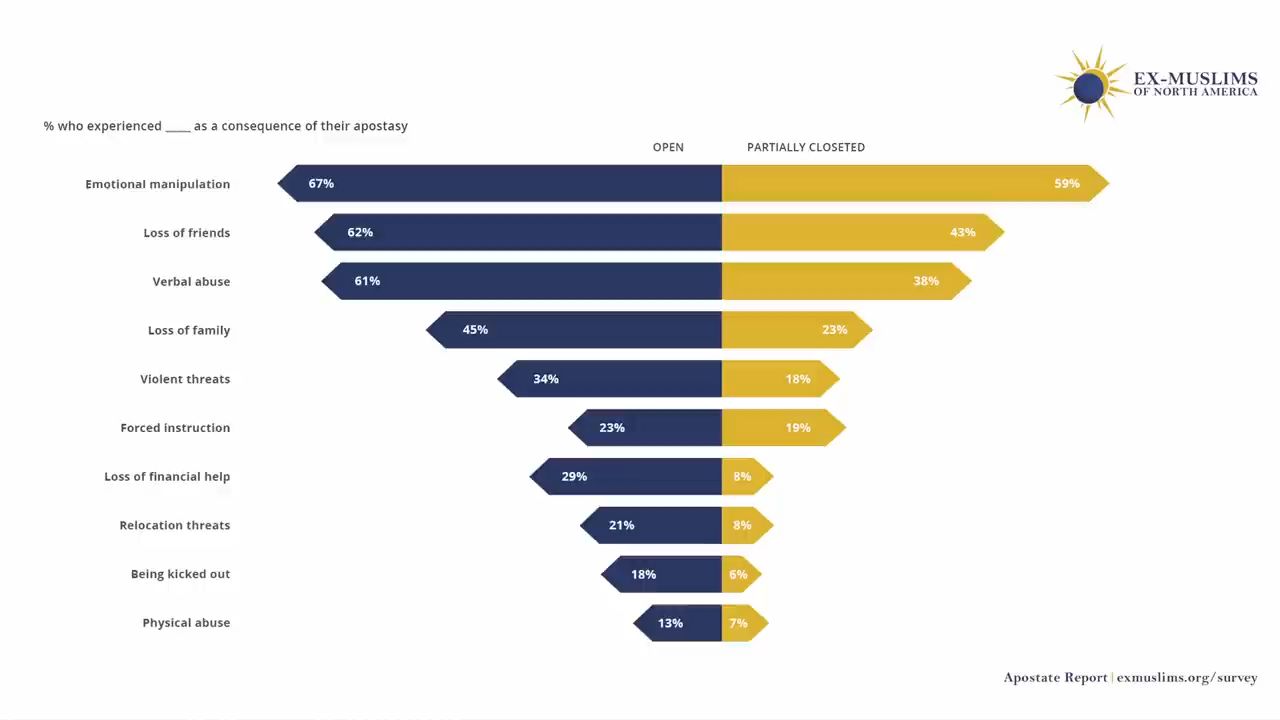 EX-MUSLIMS
OF NORTH AMERICA
% who experienced ____ as a consequence of their apostasy
OPEN PARTIALLY CLOSETED
Emotional manipulation 67% 59%
Loss of friends 62% 43%
Verbal abuse 61% 38%
Loss of family 45% 23%
Violent threats 34% 18%
Forced instruction 23% 19%
Loss of financial help 29% 8%
Relocation threats 21% 8%
Being kicked out 18% 6%
Physical abuse 13% 7%
Apostate Report | exmuslims.org/survey